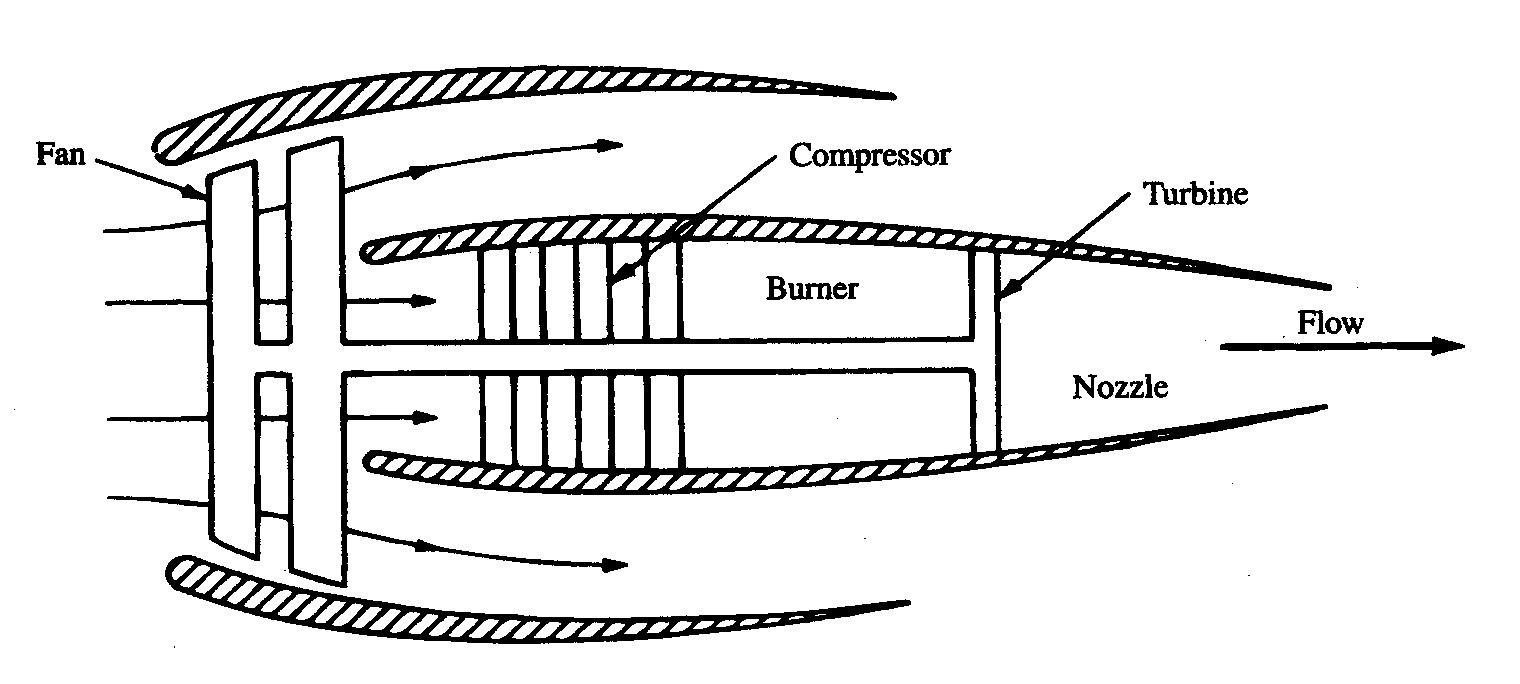 Fan
Compressor
Turbine
Burner
Flow
Nozzle